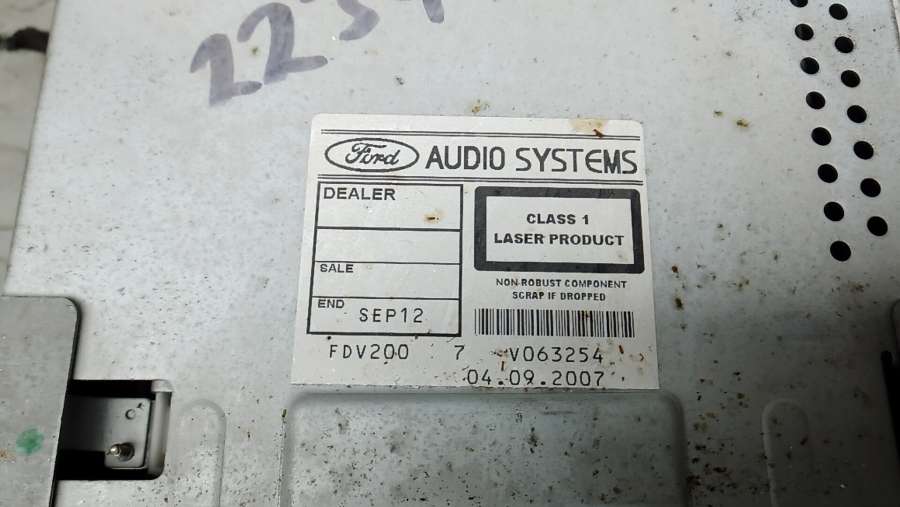 Ford AUDIO SYSTEMS
DEALER
CLASS 1
LASER PRODUCT
SALE
NON-ROBUST COMPONENT
SCRAP IF DROPPED
END
SEP12
FDV200 7 V063254
04.09.2007